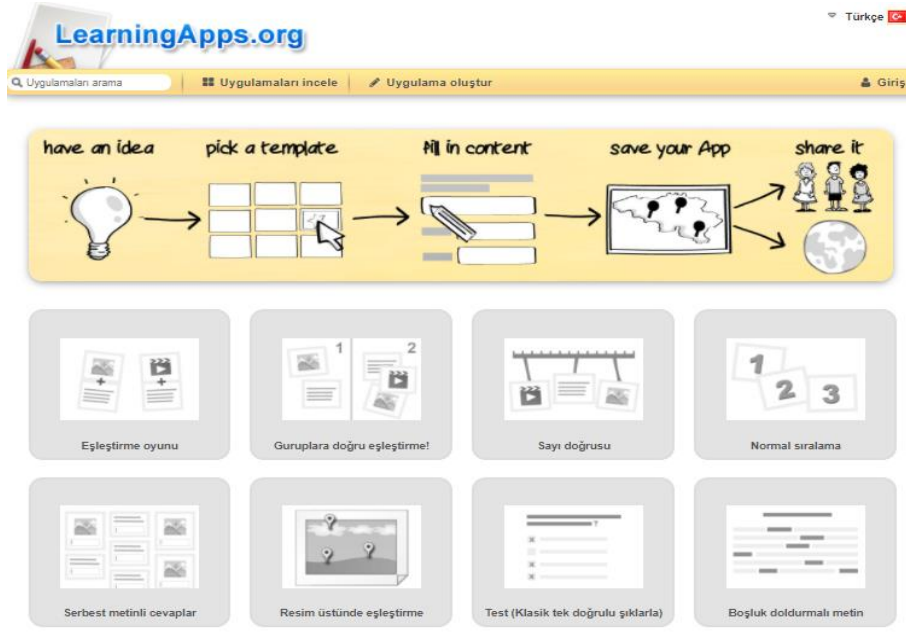 LearningApps.org
Türkçe
Uygulamaları arama
Uygulamaları incele
Uygulama oluştur
Giriş
have an idea
pick a template
fill in content
save your App
share it
1
2
1
2
3
Eşleştirme oyunu
Guruplara doğru eşleştirme!
Sayı doğrusu
Normal sıralama
?
Serbest metinli cevaplar
Resim üstünde eşleştirme
Test (Klasik tek doğrulu şıklarla)
Boşluk doldurmalı metin